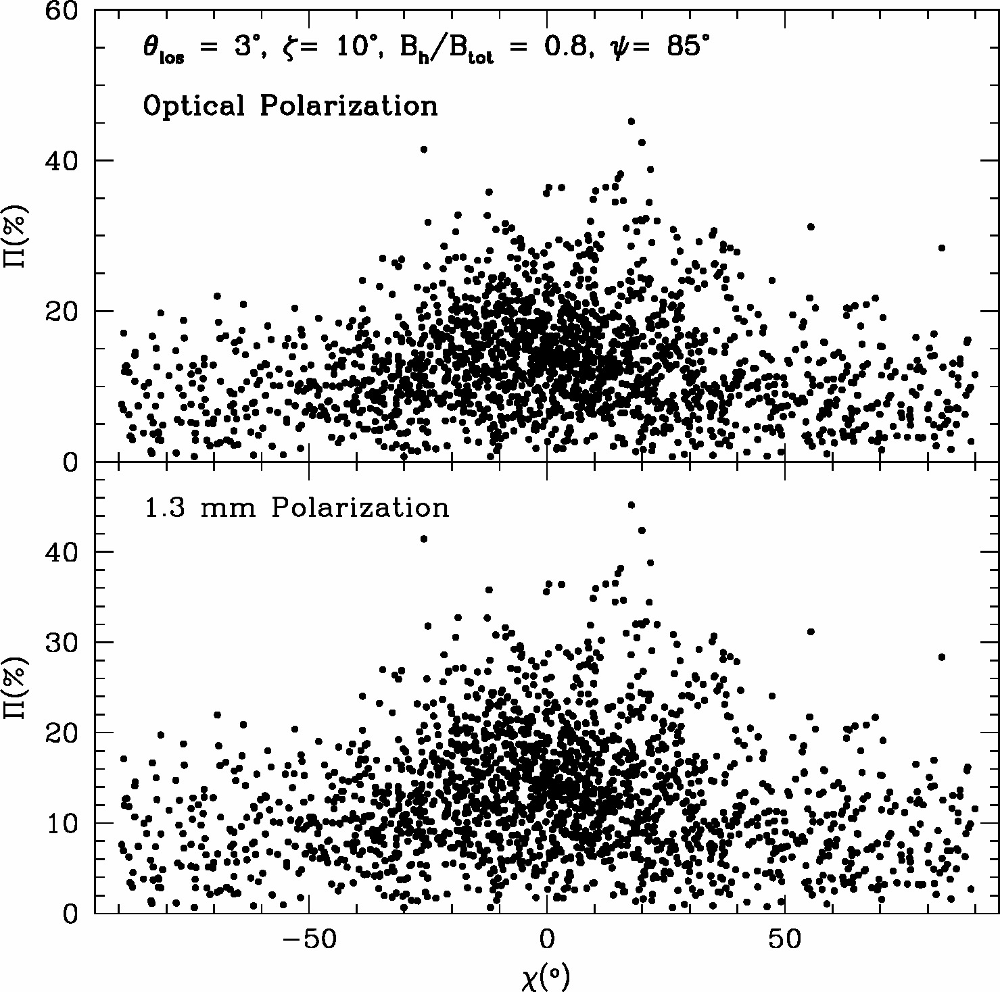 60
θlos = 3°, ζ= 10°, Bh/Btot = 0.8, ψ= 85°
Optical Polarization
40
Π(%)
20
0
1.3 mm Polarization
40
30
Π(%)
20
10
0
−50 0 50
χ(°)